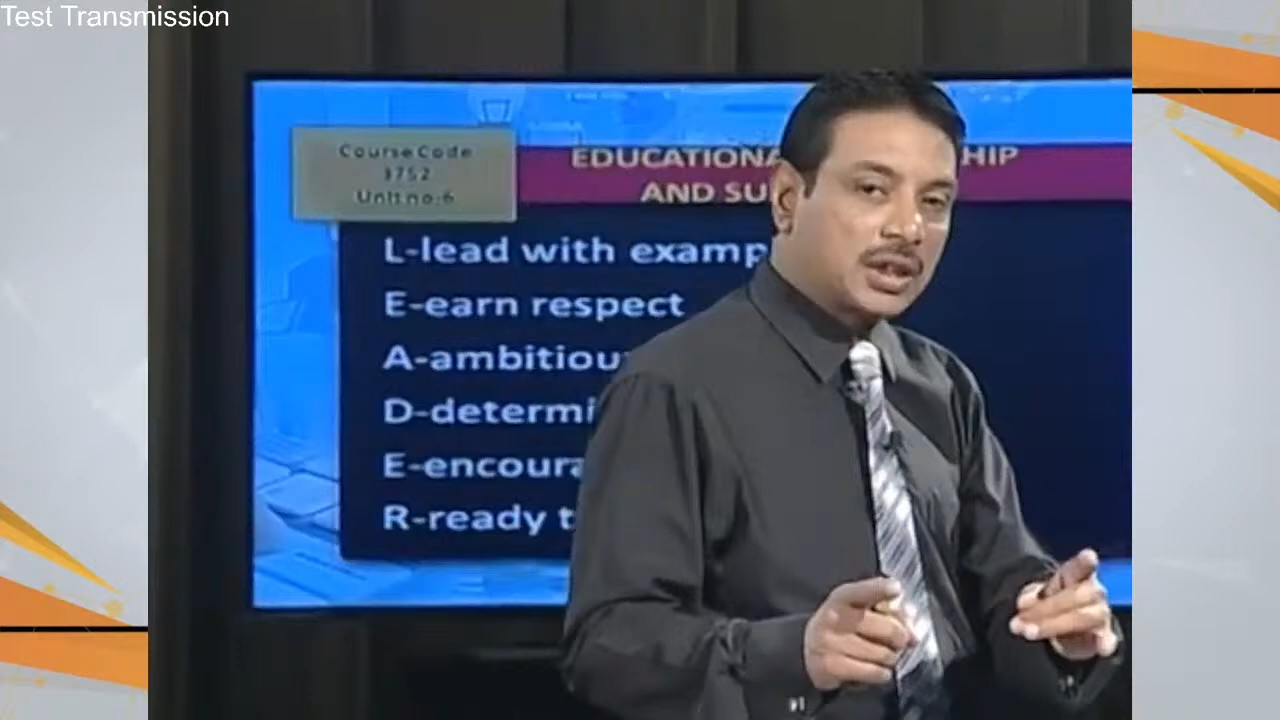 Test Transmission
Course Code
3752
Unit no:6
EDUCATIONA HIP
AND SU
L-lead with examp
E-earn respect
A-ambitiou
D-determi
E-encoura
R-ready t